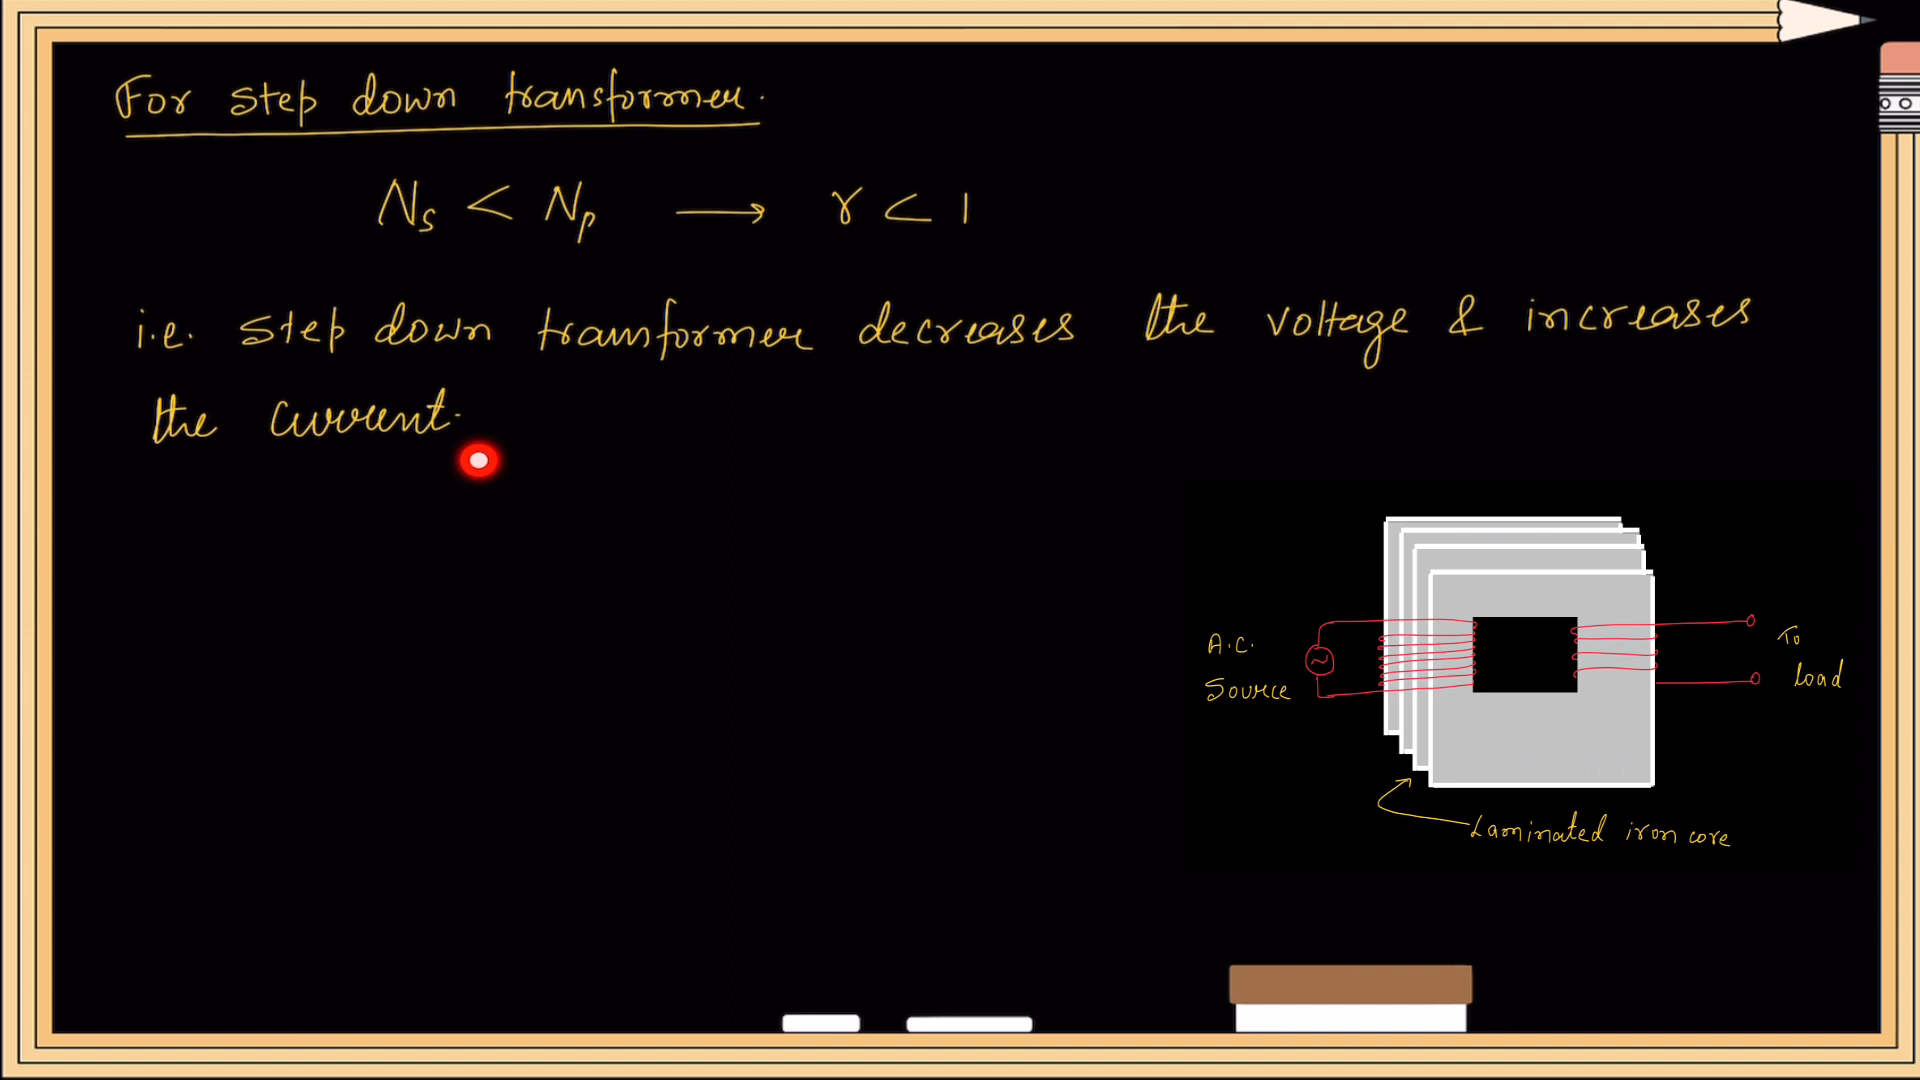 For step down transformer.
Ns < Np → r < 1
i.e. step down transformer decreases the voltage & increases
the current.
A.C.
Source
To
load
Laminated iron core